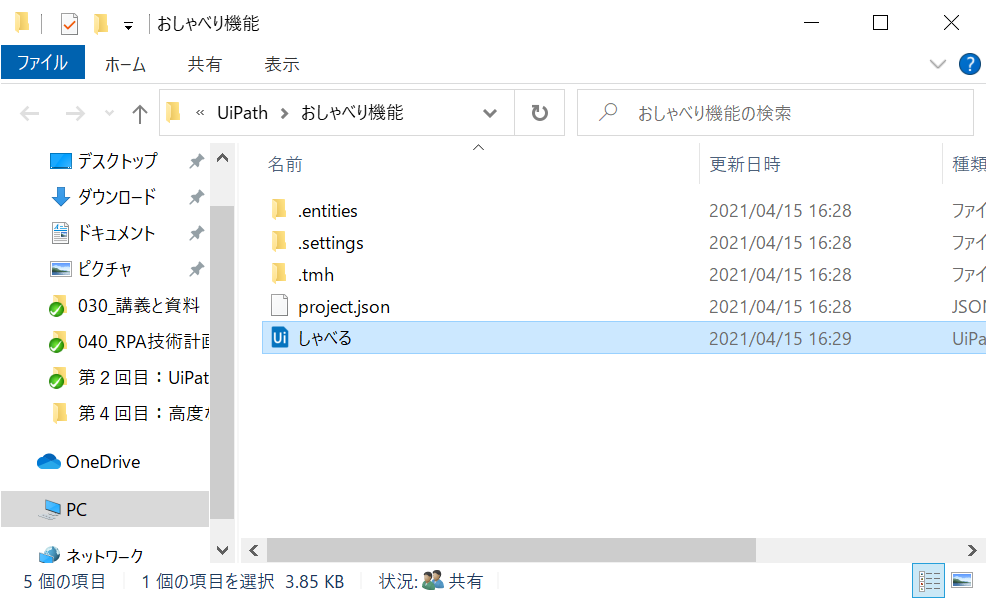 おしゃべり機能
ファイル ホーム 共有 表示
« UiPath > おしゃべり機能 おしゃべり機能の検索
名前 更新日時 種類
デスクトップ
ダウンロード
ドキュメント
ピクチャ
030_講義と資料
040_RPA技術計画
第２回目：UiPat
第４回目：高度な
OneDrive
PC
ネットワーク
.entities 2021/04/15 16:28 ファイ
.settings 2021/04/15 16:28 ファイ
.tmh 2021/04/15 16:28 ファイ
project.json 2021/04/15 16:28 JSON
Ui しゃべる 2021/04/15 16:29 UiPa
5 個の項目 1 個の項目を選択 3.85 KB 状況: 共有